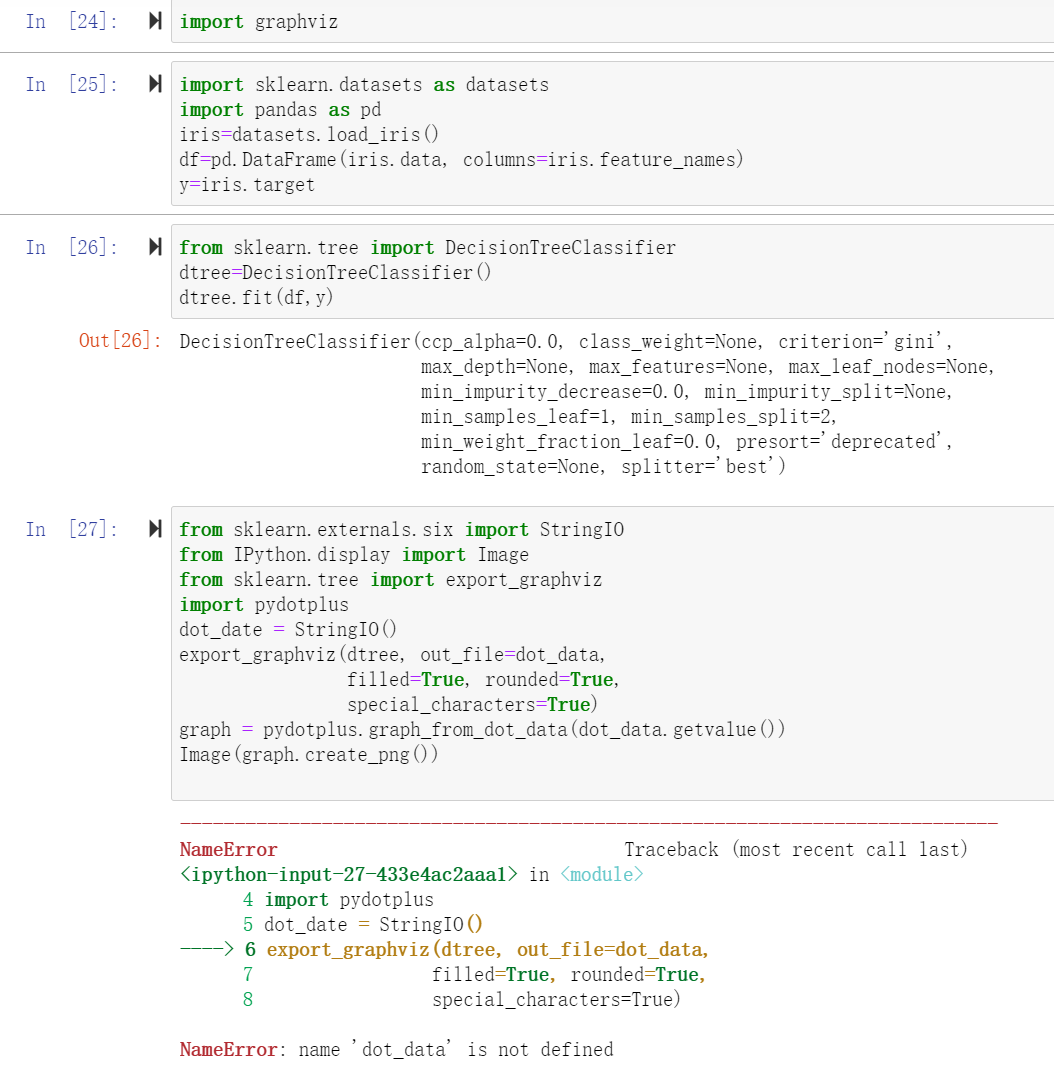 In [24]: import graphviz
In [25]: import sklearn.datasets as datasets
import pandas as pd
iris=datasets.load_iris()
df=pd.DataFrame(iris.data, columns=iris.feature_names)
y=iris.target
In [26]: from sklearn.tree import DecisionTreeClassifier
dtree=DecisionTreeClassifier()
dtree.fit(df,y)
Out[26]: DecisionTreeClassifier(ccp_alpha=0.0, class_weight=None, criterion='gini',
max_depth=None, max_features=None, max_leaf_nodes=None,
min_impurity_decrease=0.0, min_impurity_split=None,
min_samples_leaf=1, min_samples_split=2,
min_weight_fraction_leaf=0.0, presort='deprecated',
random_state=None, splitter='best')
In [27]: from sklearn.externals.six import StringIO
from IPython.display import Image
from sklearn.tree import export_graphviz
import pydotplus
dot_date = StringIO()
export_graphviz(dtree, out_file=dot_data,
filled=True, rounded=True,
special_characters=True)
graph = pydotplus.graph_from_dot_data(dot_data.getvalue())
Image(graph.create_png())
---------------------------------------------------------------------------
NameError Traceback (most recent call last)
<ipython-input-27-433e4ac2aaa1> in <module>
4 import pydotplus
5 dot_date = StringIO()
----> 6 export_graphviz(dtree, out_file=dot_data,
7 filled=True, rounded=True,
8 special_characters=True)
NameError: name 'dot_data' is not defined